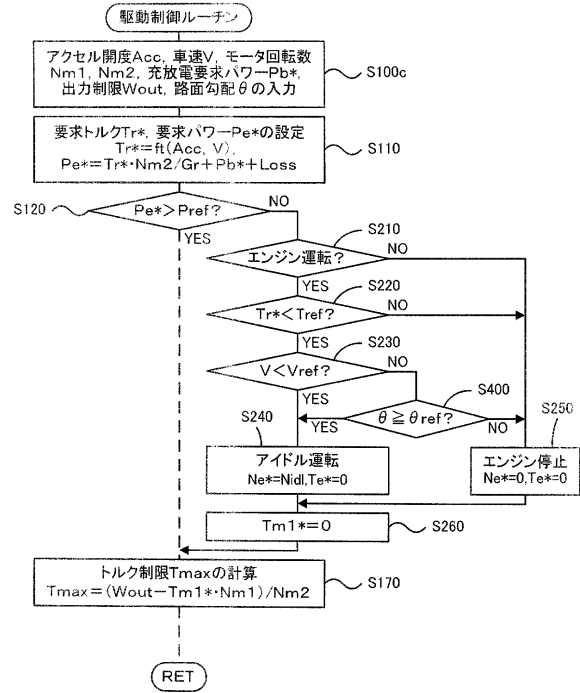 駆動制御ルーチン
アクセル開度Acc, 車速V, モータ回転数
Nm1, Nm2, 充放電要求パワーPb*,
出力制限Wout, 路面勾配θの入力
S100c
要求トルクTr*, 要求パワーPe*の設定
Tr*=ft(Acc, V),
Pe*=Tr*・Nm2/Gr+Pb*+Loss
S110
S120
Pe*>Pref?
NO
YES
S210
エンジン運転?
NO
YES
S220
Tr*<Tref?
NO
YES
S230
V<Vref?
NO
YES
S400
θ≧θref?
YES
NO
S240
アイドル運転
Ne*=Nidl,Te*=0
S250
エンジン停止
Ne*=0,Te*=0
Tm1*=0
S260
トルク制限Tmaxの計算
Tmax=(Wout-Tm1*・Nm1)/Nm2
S170
RET